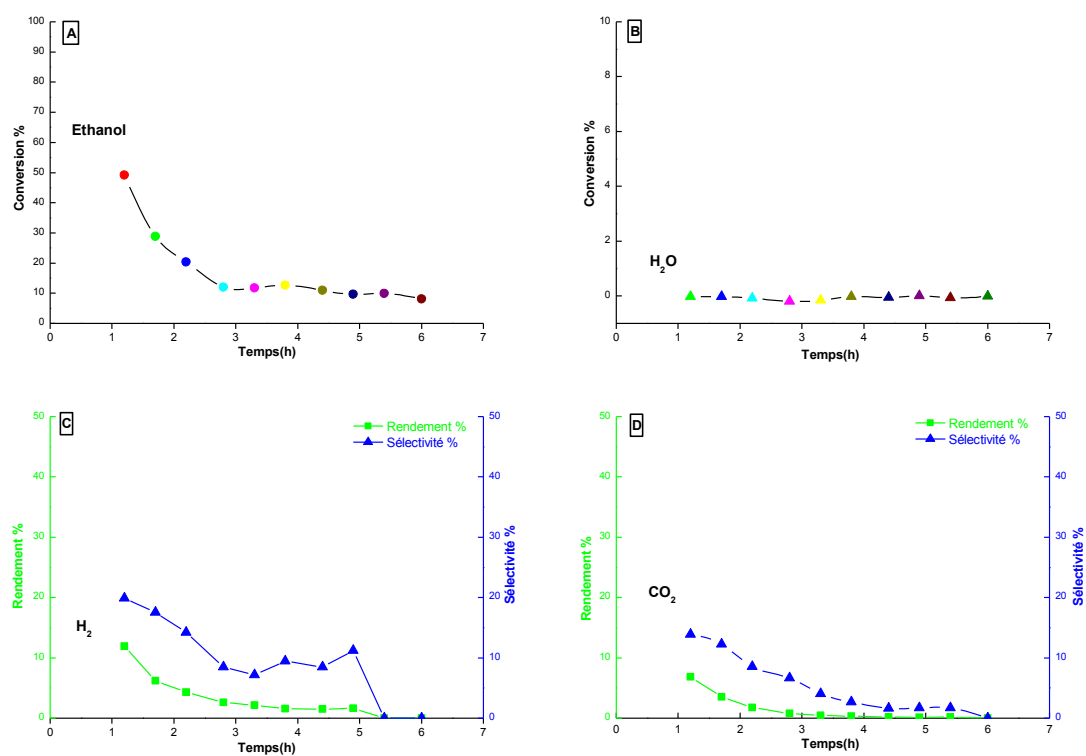 A
Conversion %
100
90
80
70
60
50
40
30
20
10
0
Ethanol
0 1 2 3 4 5 6 7
Temps(h)
B
Conversion %
10
8
6
4
2
0
H₂O
0 1 2 3 4 5 6 7
Temps(h)
C
Rendement %
Sélectivité %
Rendement %
50
40
30
20
10
0
H₂
Sélectivité %
50
40
30
20
10
0
0 1 2 3 4 5 6 7
Temps(h)
D
Rendement %
Sélectivité %
Rendement %
50
40
30
20
10
0
CO₂
Sélectivité %
50
40
30
20
10
0
0 1 2 3 4 5 6 7
Temps(h)